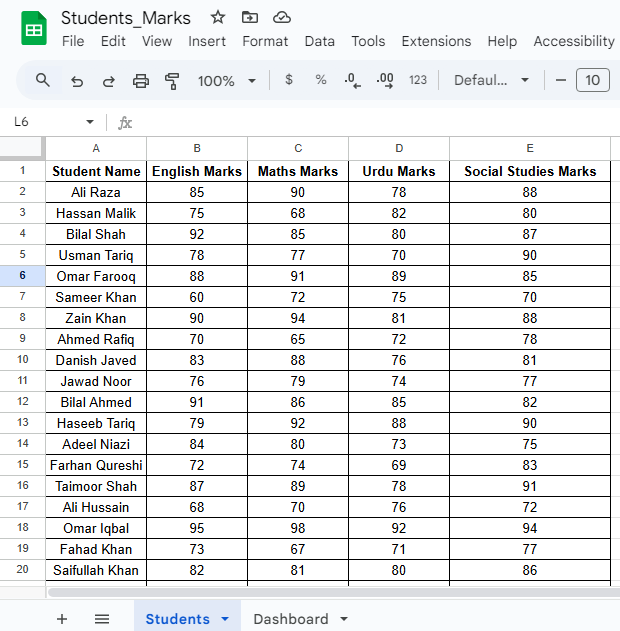 Students_Marks
File Edit View Insert Format Data Tools Extensions Help Accessibility
100% $ % .0 .00 123 Defaul... − 10
L6 fx
A B C D E
1 Student Name English Marks Maths Marks Urdu Marks Social Studies Marks
2 Ali Raza 85 90 78 88
3 Hassan Malik 75 68 82 80
4 Bilal Shah 92 85 80 87
5 Usman Tariq 78 77 70 90
6 Omar Farooq 88 91 89 85
7 Sameer Khan 60 72 75 70
8 Zain Khan 90 94 81 88
9 Ahmed Rafiq 70 65 72 78
10 Danish Javed 83 88 76 81
11 Jawad Noor 76 79 74 77
12 Bilal Ahmed 91 86 85 82
13 Haseeb Tariq 79 92 88 90
14 Adeel Niazi 84 80 73 75
15 Farhan Qureshi 72 74 69 83
16 Taimoor Shah 87 89 78 91
17 Ali Hussain 68 70 76 72
18 Omar Iqbal 95 98 92 94
19 Fahad Khan 73 67 71 77
20 Saifullah Khan 82 81 80 86
+ Students Dashboard